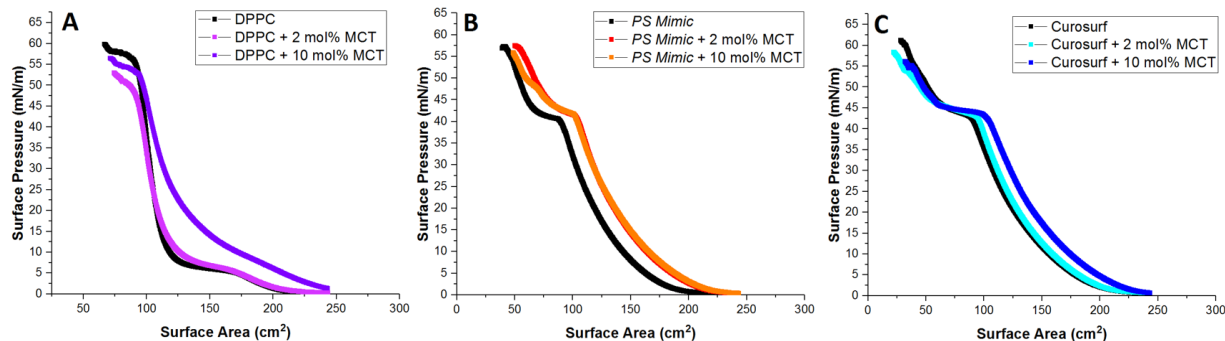 A
DPPC
DPPC + 2 mol% MCT
DPPC + 10 mol% MCT
Surface Pressure (mN/m)
60
55
50
45
40
35
30
25
20
15
10
5
0
50 100 150 200 250 300
Surface Area (cm²)
B
PS Mimic
PS Mimic + 2 mol% MCT
PS Mimic + 10 mol% MCT
Surface Pressure (mN/m)
65
60
55
50
45
40
35
30
25
20
15
10
5
0
0 50 100 150 200 250 300
Surface Area (cm²)
C
Curosurf
Curosurf + 2 mol% MCT
Curosurf + 10 mol% MCT
Surface Pressure (mN/m)
65
60
55
50
45
40
35
30
25
20
15
10
5
0
0 50 100 150 200 250 300
Surface Area (cm²)